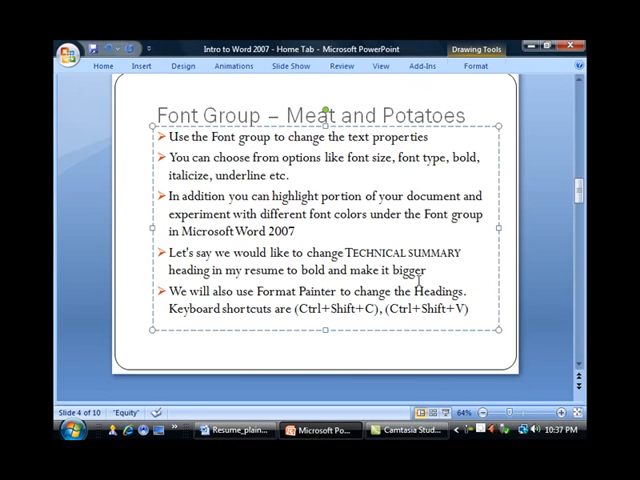 Intro to Word 2007 - Home Tab - Microsoft PowerPoint
Drawing Tools
Home Insert Design Animations Slide Show Review View Add-Ins Format
Font Group – Meat and Potatoes
Use the Font group to change the text properties
You can choose from options like font size, font type, bold,
italicize, underline etc.
In addition you can highlight portion of your document and
experiment with different font colors under the Font group
in Microsoft Word 2007
Let's say we would like to change TECHNICAL SUMMARY
heading in my resume to bold and make it bigger
We will also use Format Painter to change the Headings.
Keyboard shortcuts are (Ctrl+Shift+C), (Ctrl+Shift+V)
Slide 4 of 10 "Equity" 64%
Resume_plain... Microsoft Po... Camtasia Stud... 10:37 PM